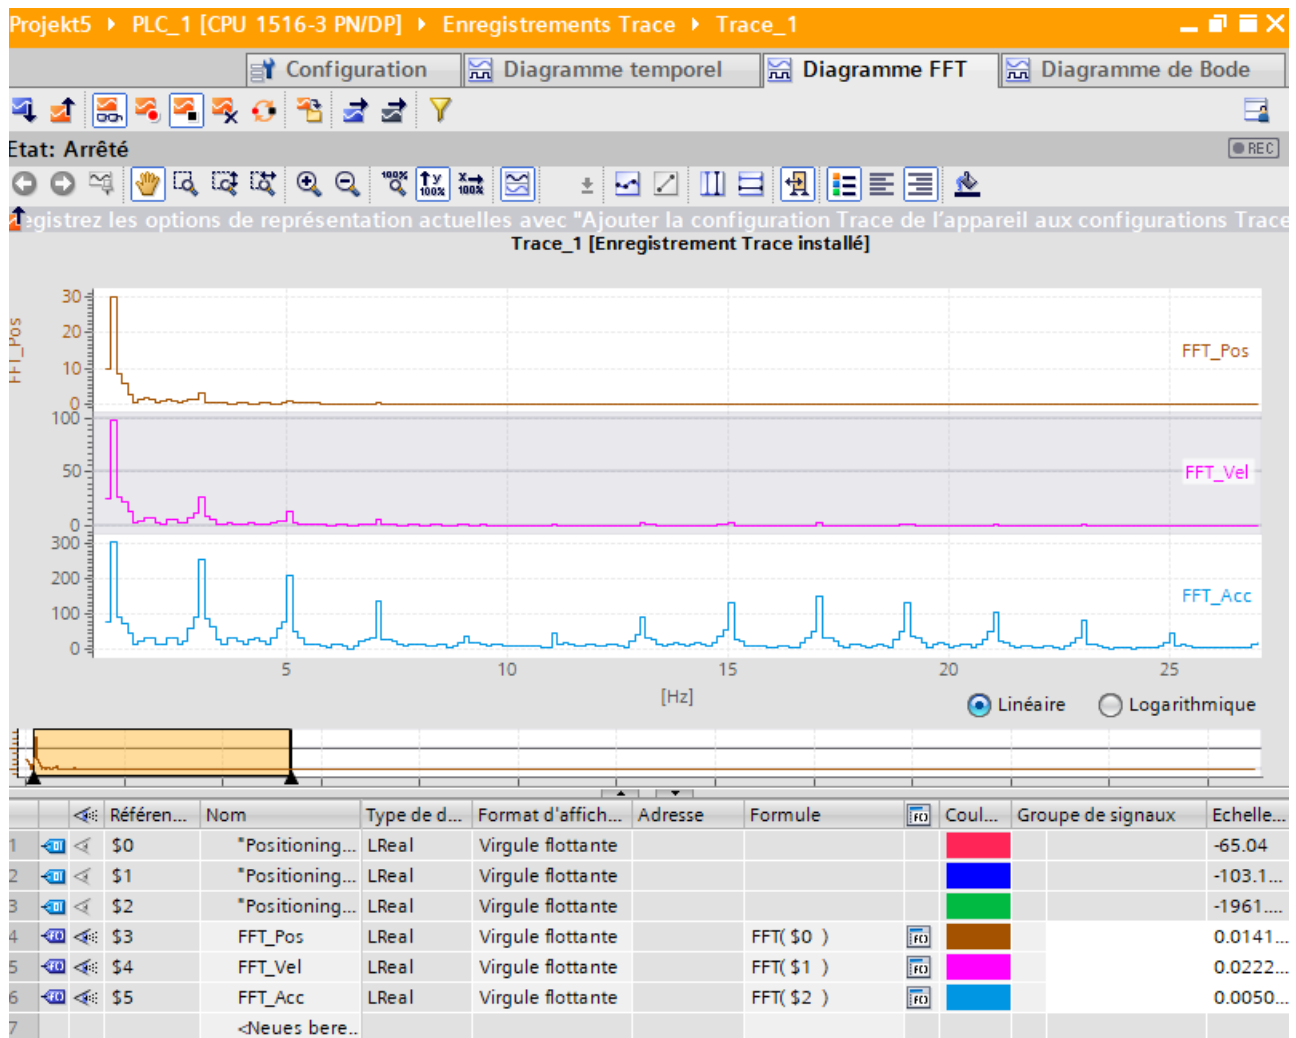 Projekt5 ▸ PLC_1 [CPU 1516-3 PN/DP] ▸ Enregistrements Trace ▸ Trace_1
Configuration Diagramme temporel Diagramme FFT Diagramme de Bode
Etat: Arrêté REC
100% y 100% x 100%
egistrez les options de représentation actuelles avec "Ajouter la configuration Trace de l'appareil aux configurations Trace
Trace_1 [Enregistrement Trace installé]
FFT_Pos
30
20
10
0
FFT_Pos
100
50
0
FFT_Vel
300
200
100
0
FFT_Acc
5 10 15 20 25
[Hz]
Linéaire Logarithmique
Référen... Nom Type de d... Format d'affich... Adresse Formule Coul... Groupe de signaux Echelle...
1 $0 "Positioning... LReal Virgule flottante -65.04
2 $1 "Positioning... LReal Virgule flottante -103.1...
3 $2 "Positioning... LReal Virgule flottante -1961....
4 $3 FFT_Pos LReal Virgule flottante FFT( $0 ) 0.0141...
5 $4 FFT_Vel LReal Virgule flottante FFT( $1 ) 0.0222...
6 $5 FFT_Acc LReal Virgule flottante FFT( $2 ) 0.0050...
7 <Neues bere..